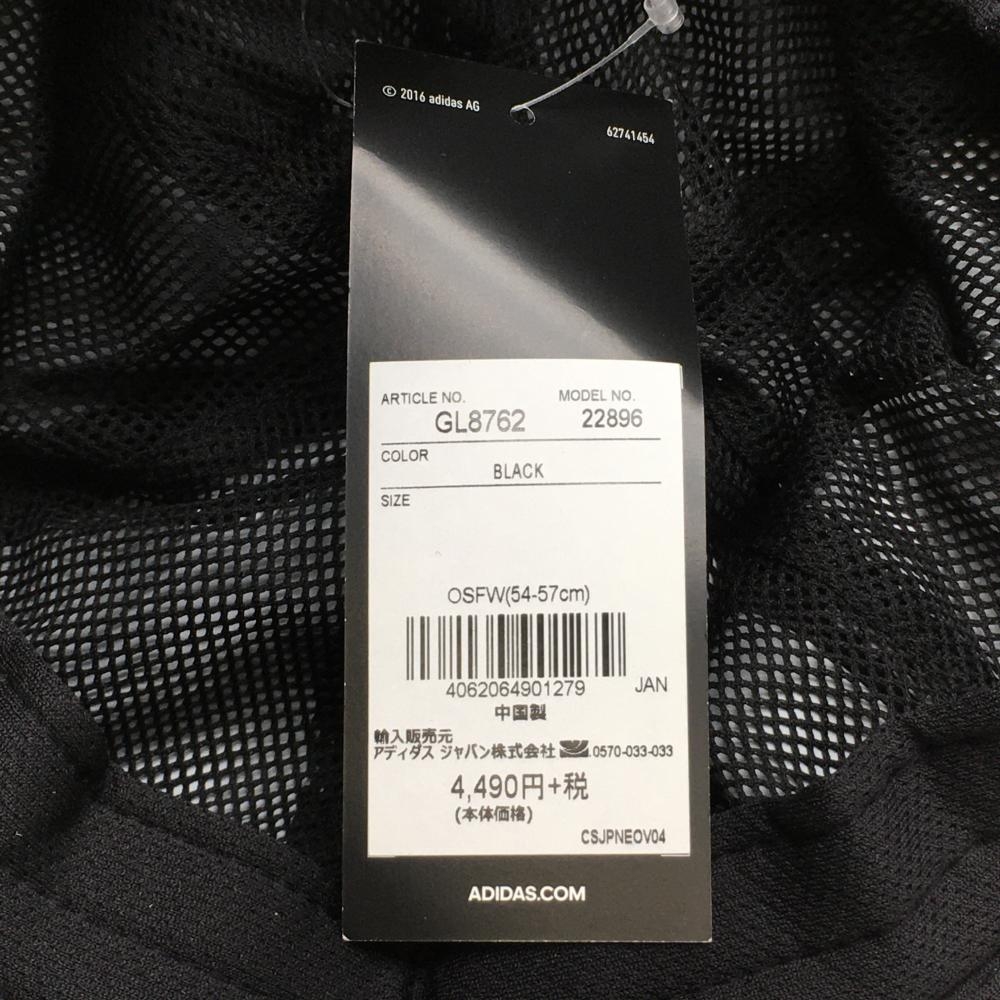 © 2016 adidas AG
62741454
ARTICLE NO. MODEL NO.
GL8762 22896
COLOR
BLACK
SIZE
OSFW(54-57cm)
4062064901279 JAN
中国製
輸入販売元
アディダス ジャパン株式会社 0570-033-033
4,490円+税
(本体価格)
CSJPNEOV04
ADIDAS.COM